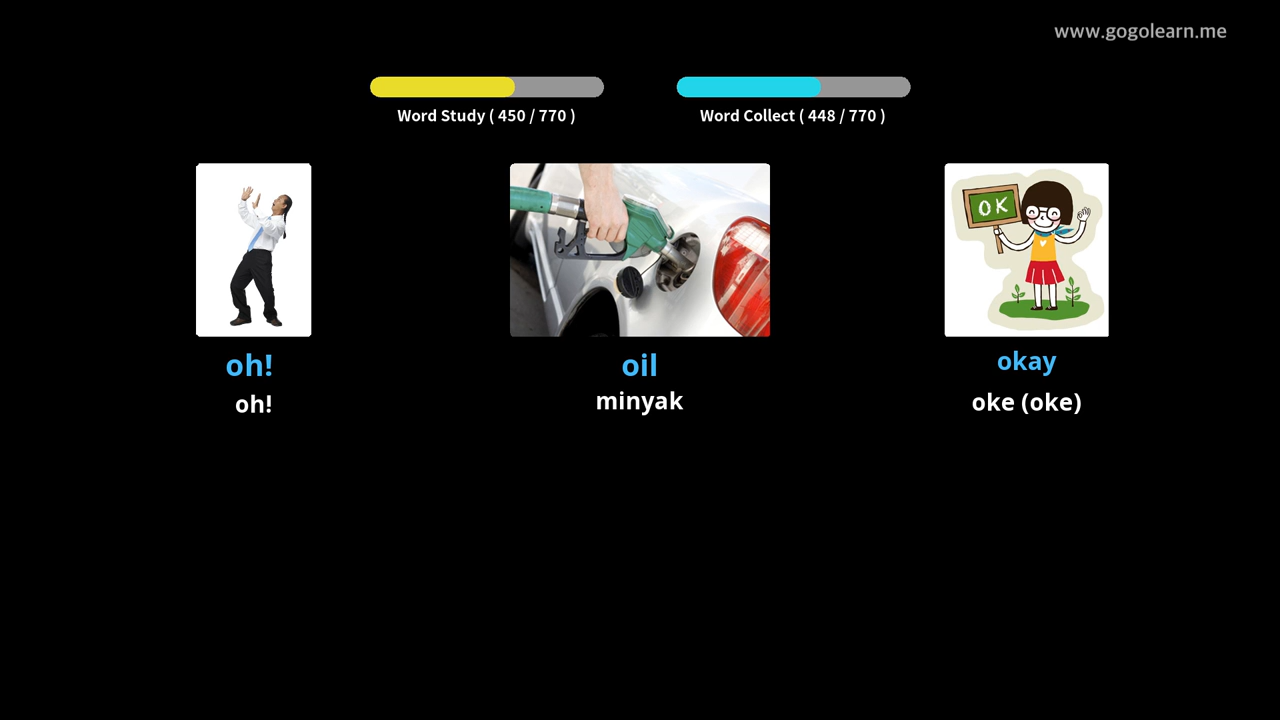 www.gogolearn.me
Word Study ( 450 / 770 )
Word Collect ( 448 / 770 )
OK
oh!
oil
okay
oh!
minyak
oke (oke)